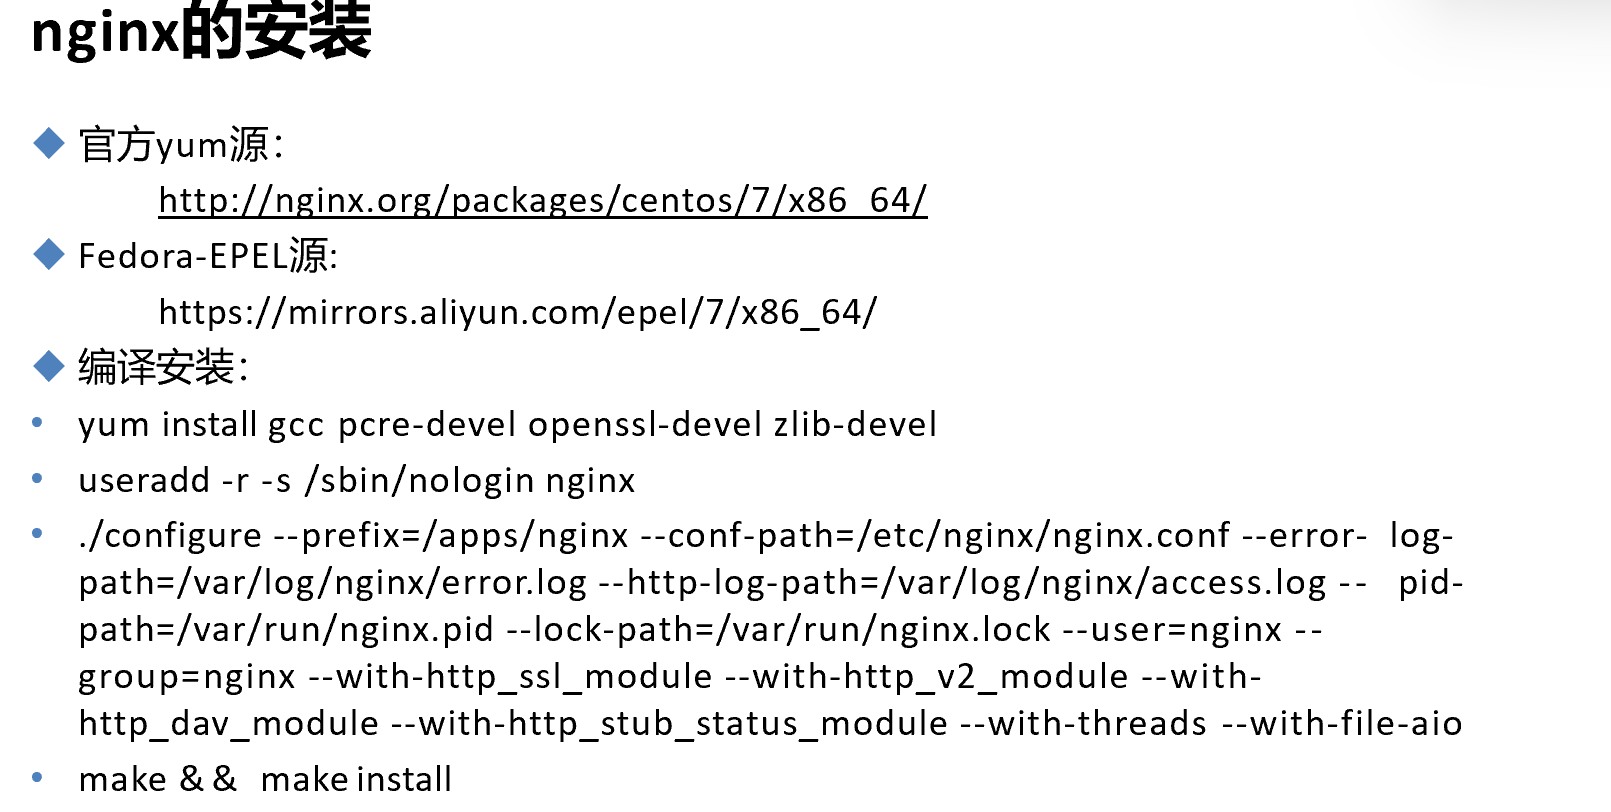 nginx的安装
官方yum源：
http://nginx.org/packages/centos/7/x86_64/
Fedora-EPEL源:
https://mirrors.aliyun.com/epel/7/x86_64/
编译安装：
yum install gcc pcre-devel openssl-devel zlib-devel
useradd -r -s /sbin/nologin nginx
./configure --prefix=/apps/nginx --conf-path=/etc/nginx/nginx.conf --error- log-
path=/var/log/nginx/error.log --http-log-path=/var/log/nginx/access.log -- pid-
path=/var/run/nginx.pid --lock-path=/var/run/nginx.lock --user=nginx --
group=nginx --with-http_ssl_module --with-http_v2_module --with-
http_dav_module --with-http_stub_status_module --with-threads --with-file-aio
make && make install